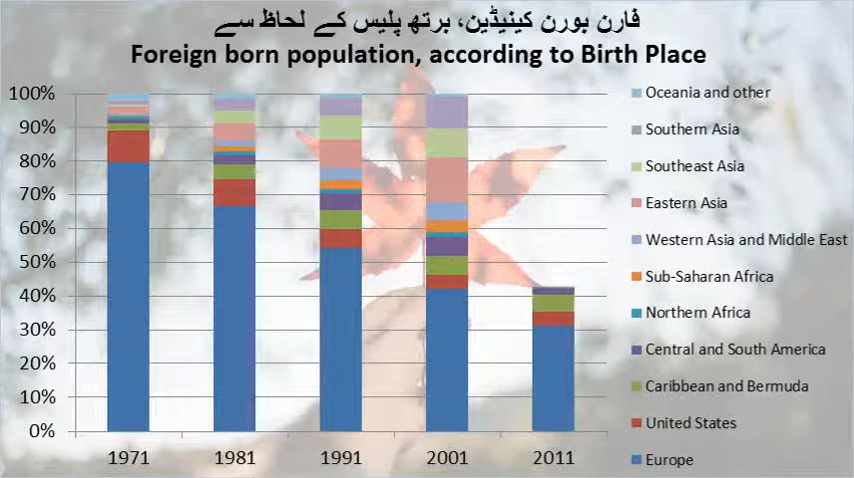 فارن بورن کینیڈین، برتھ پلیس کے لحاظ سے
Foreign born population, according to Birth Place
100%
90%
80%
70%
60%
50%
40%
30%
20%
10%
0%
1971 1981 1991 2001 2011
Oceania and other
Southern Asia
Southeast Asia
Eastern Asia
Western Asia and Middle East
Sub-Saharan Africa
Northern Africa
Central and South America
Caribbean and Bermuda
United States
Europe